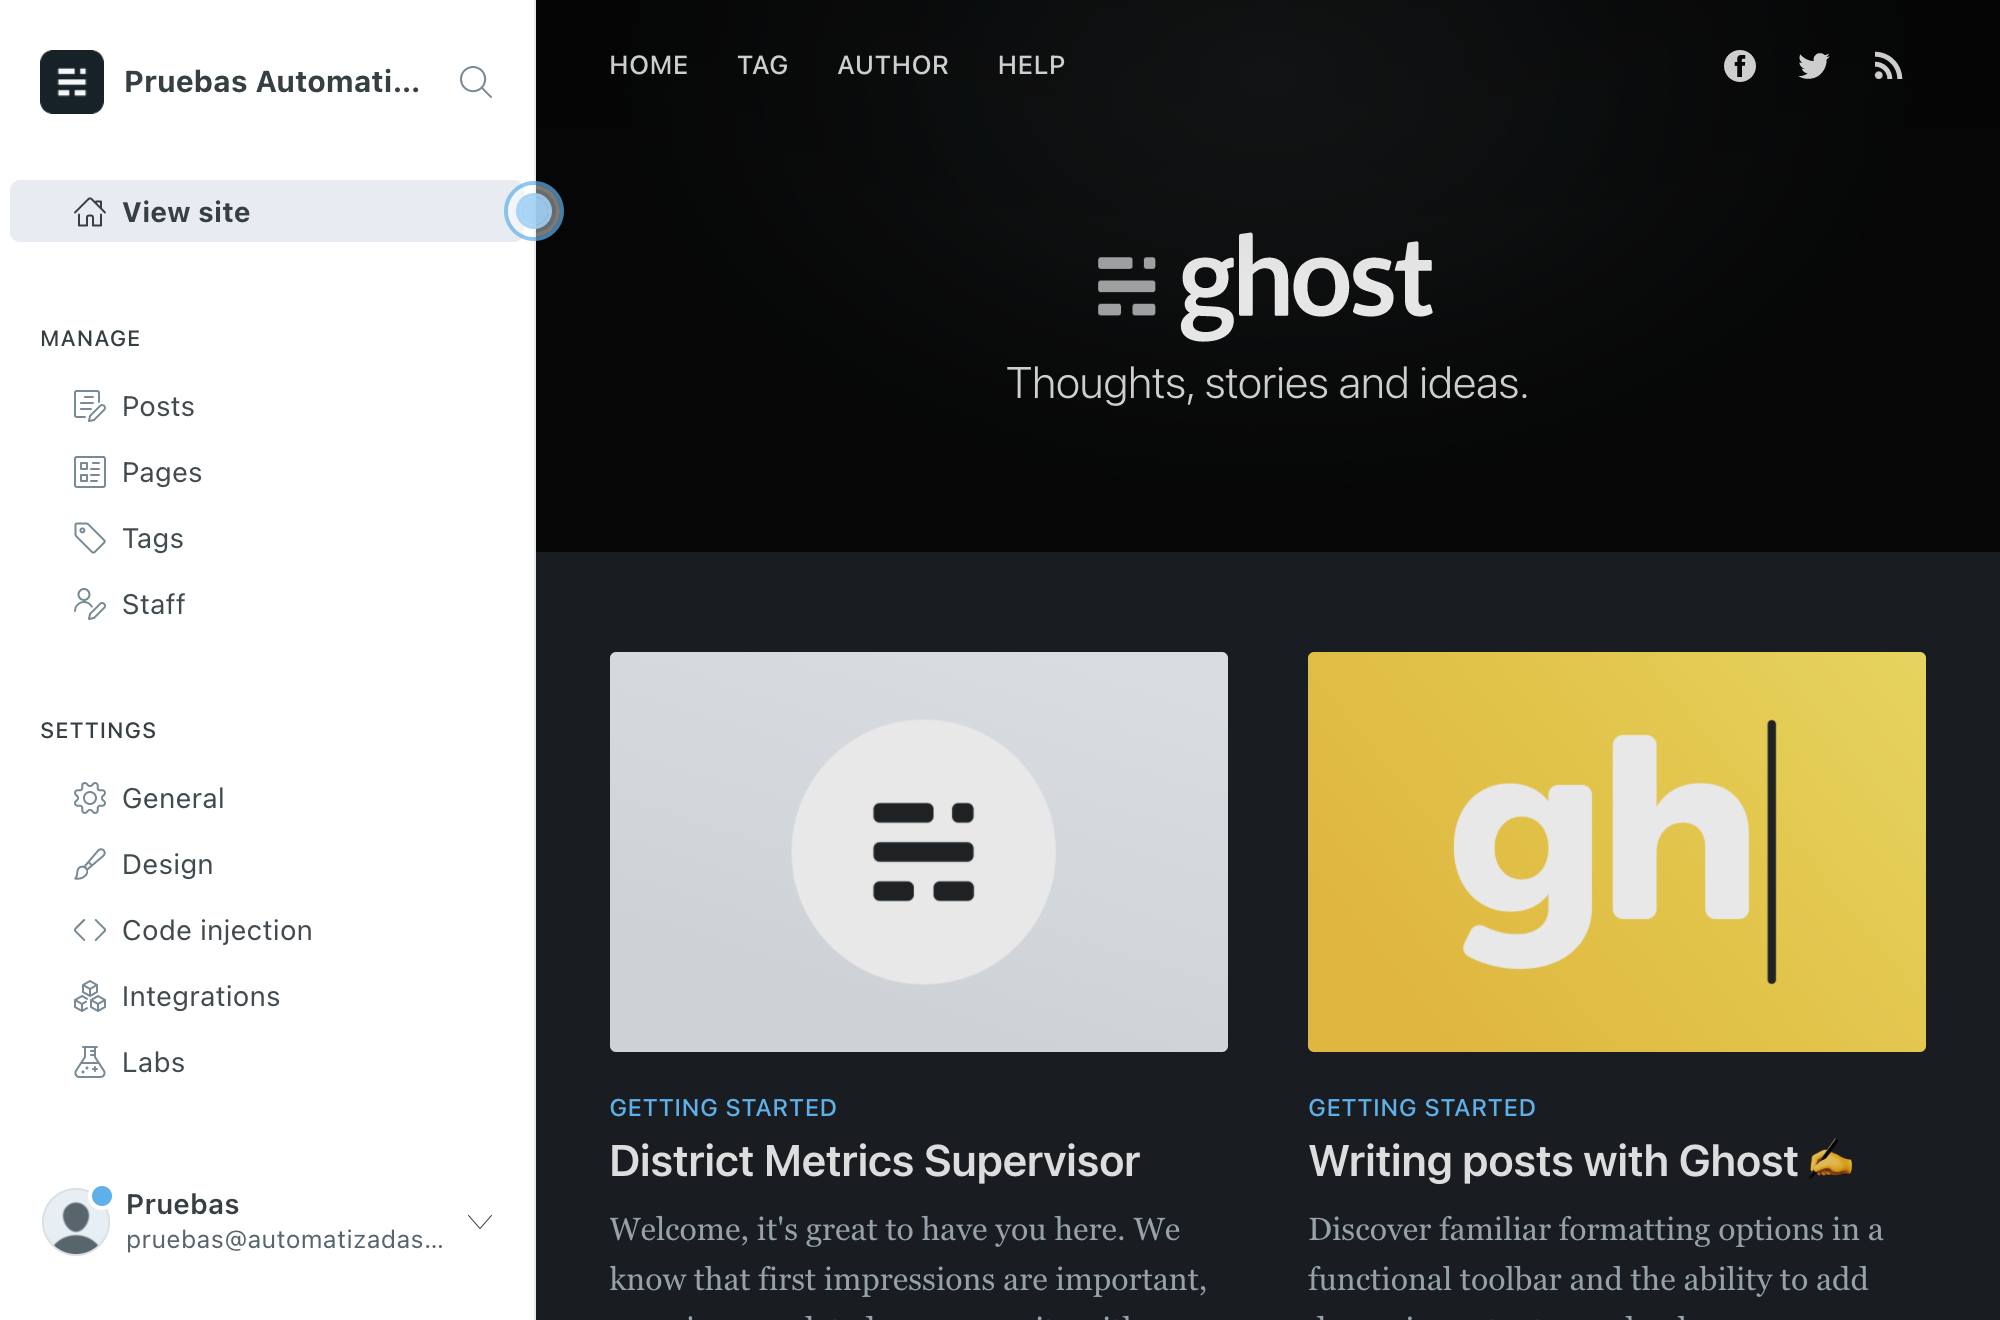 Pruebas Automati...
View site
MANAGE
Posts
Pages
Tags
Staff
SETTINGS
General
Design
Code injection
Integrations
Labs
Pruebas
pruebas@automatizadas...
HOME TAG AUTHOR HELP
ghost
Thoughts, stories and ideas.
gh
GETTING STARTED
District Metrics Supervisor
Welcome, it's great to have you here. We
know that first impressions are important,
GETTING STARTED
Writing posts with Ghost ✍️
Discover familiar formatting options in a
functional toolbar and the ability to add